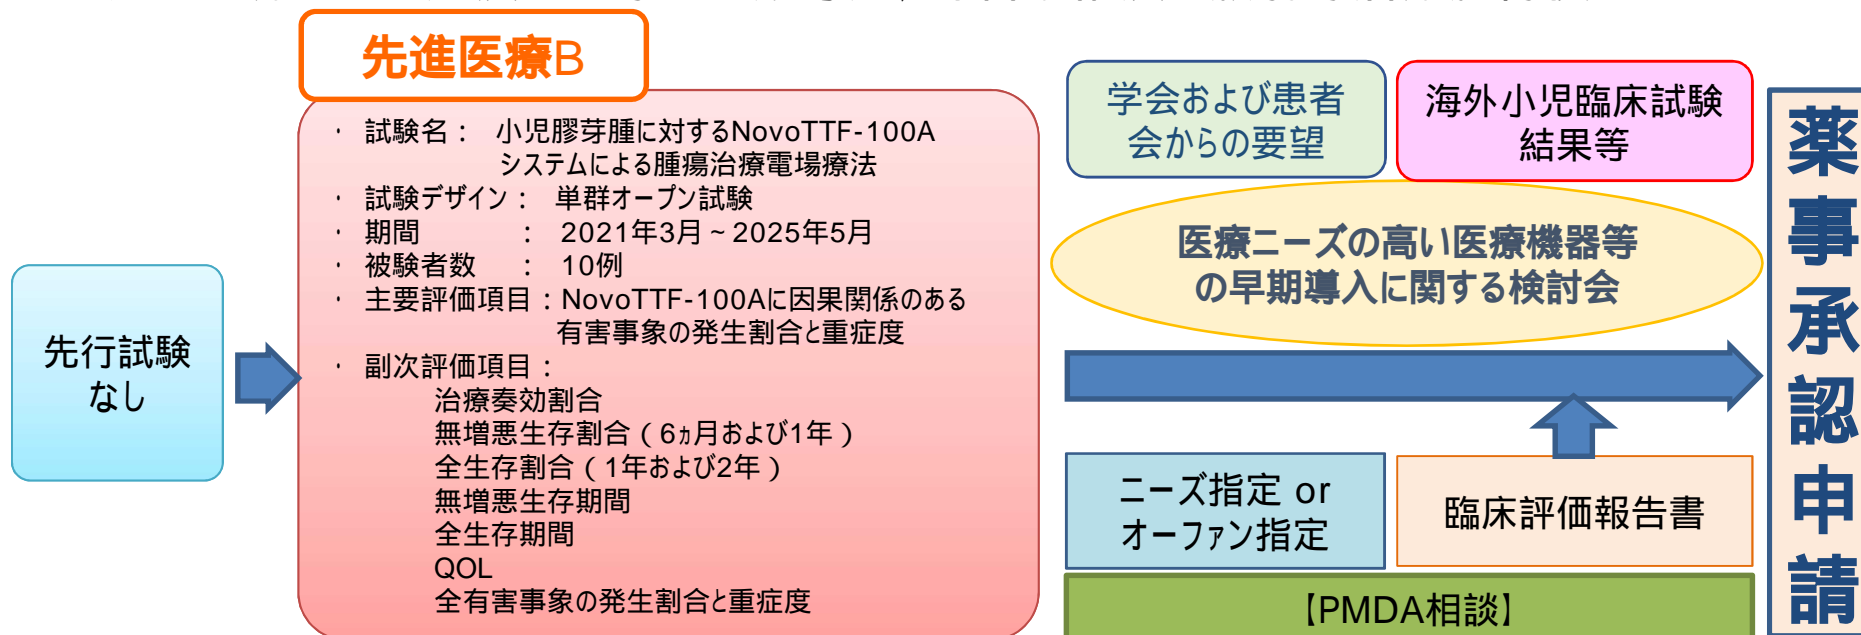 先進医療B
・ 試験名： 小児膠芽腫に対するNovoTTF-100A
システムによる腫瘍治療電場療法
・ 試験デザイン： 単群オープン試験
・ 期間 ： 2021年3月～2025年5月
・ 被験者数 ： 10例
・ 主要評価項目：NovoTTF-100Aに因果関係のある
有害事象の発生割合と重症度
・ 副次評価項目：
治療奏効割合
無増悪生存割合（6ヵ月および1年）
全生存割合（1年および2年）
無増悪生存期間
全生存期間
QOL
全有害事象の発生割合と重症度
先行試験
なし
学会および患者
会からの要望
海外小児臨床試験
結果等
医療ニーズの高い医療機器等
の早期導入に関する検討会
ニーズ指定 or
オーファン指定
臨床評価報告書
【PMDA相談】
薬事承認申請